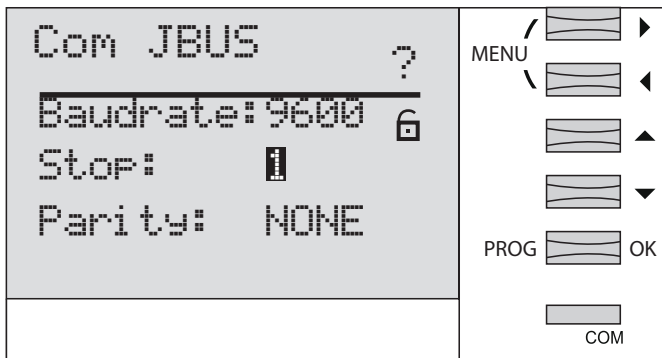 Com JBUS
?
Baudrate:9600
Stop: 1
Parity: NONE
MENU
PROG OK
COM